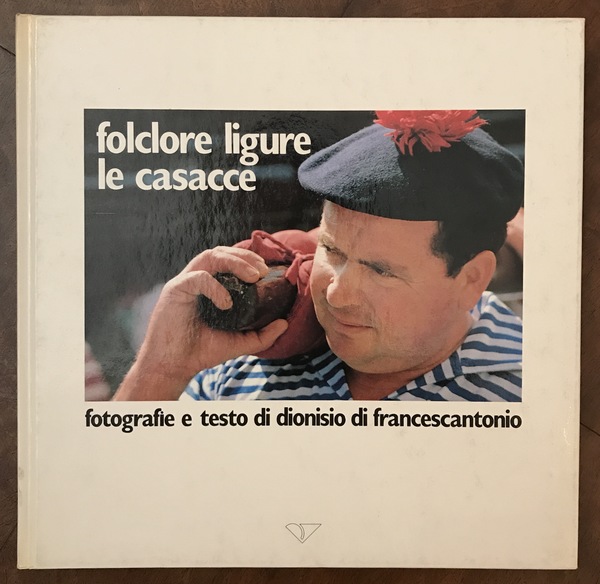 folclore ligure
le casacce
fotografie e testo di dionisio di francescantonio